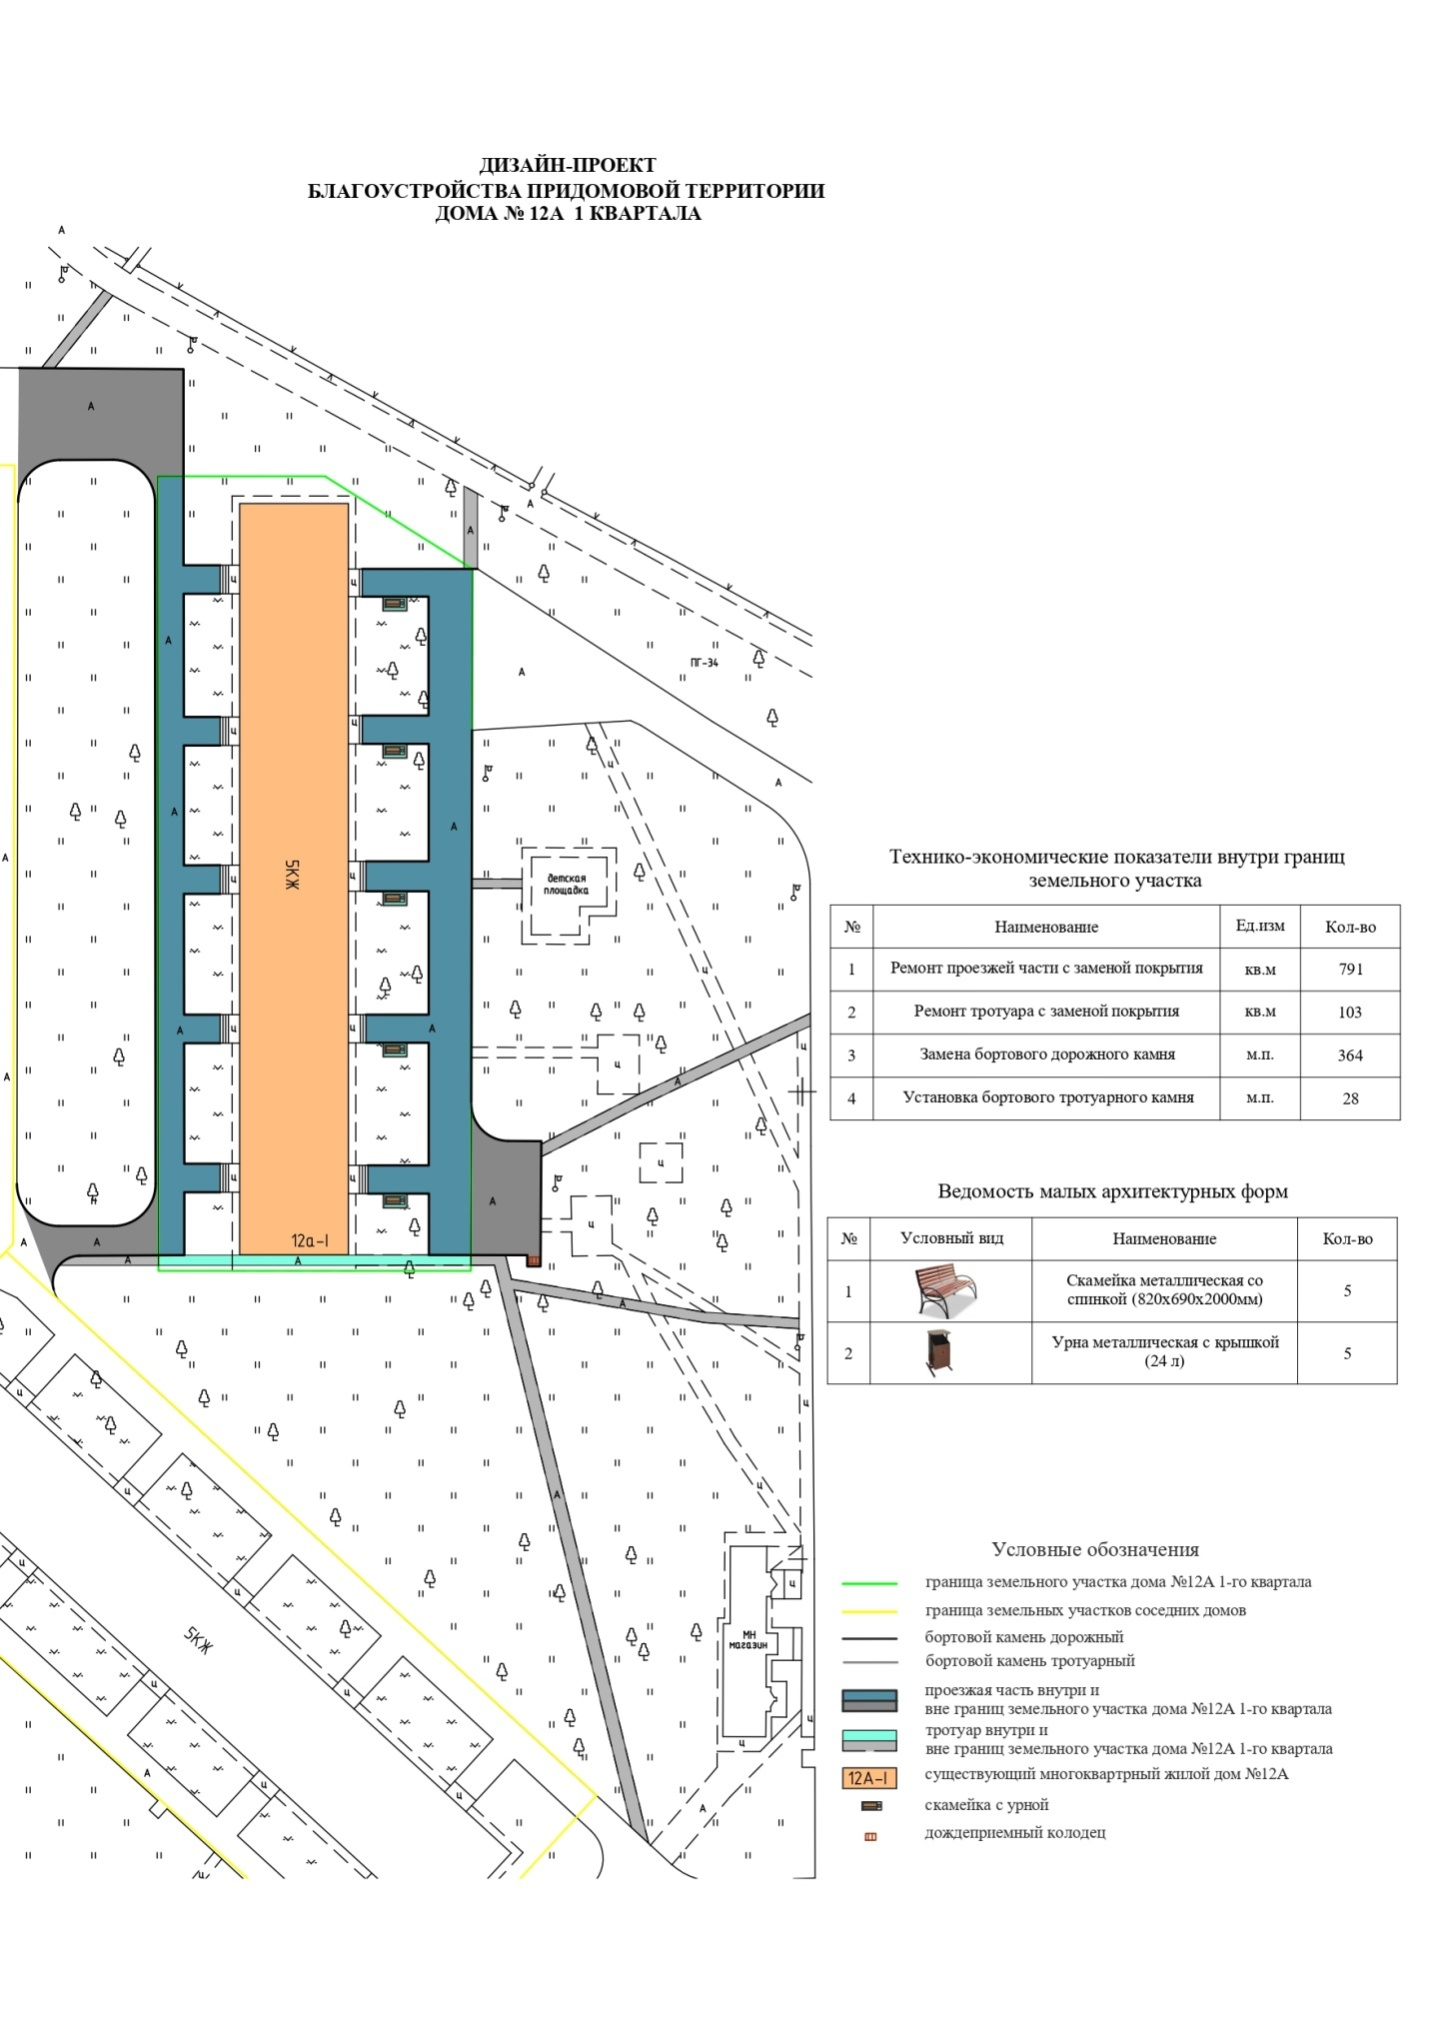 ДИЗАЙН-ПРОЕКТ
БЛАГОУСТРОЙСТВА ПРИДОМОВОЙ ТЕРРИТОРИИ
ДОМА № 12А 1 КВАРТАЛА
А
А
А
А
ПГ-34
А
ц
ц
А
А
ц
ц
А
А
А
ц
5КЖ
ц
ц
детская
площадка
ц
А
ц
ц
А
ц
ц
А
А
ц
ц
ц
А
ц
А
А
12а-I
А
А
А
ц
ц
А
ц
ц
ц
А
ц
5КЖ
МН
магазин
ц
ц
ц
ц
А
ц
ц
А
ц
Технико-экономические показатели внутри границ
земельного участка
№ Наименование Ед.изм Кол-во
1 Ремонт проезжей части с заменой покрытия кв.м 791
2 Ремонт тротуара с заменой покрытия кв.м 103
3 Замена бортового дорожного камня м.п. 364
4 Установка бортового тротуарного камня м.п. 28
Ведомость малых архитектурных форм
№ Условный вид Наименование Кол-во
1 Скамейка металлическая со
спинкой (820х690х2000мм) 5
2 Урна металлическая с крышкой
(24 л) 5
Условные обозначения
граница земельного участка дома №12А 1-го квартала
граница земельных участков соседних домов
бортовой камень дорожный
бортовой камень тротуарный
проезжая часть внутри и
вне границ земельного участка дома №12А 1-го квартала
тротуар внутри и
вне границ земельного участка дома №12А 1-го квартала
12А-I существующий многоквартрный жилой дом №12А
скамейка с урной
дождеприемный колодец